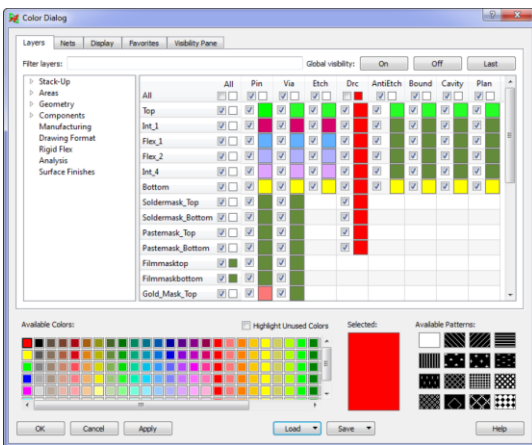 Color Dialog
Layers Nets Display Favorites Visibility Pane
Filter layers: Global visibility: On Off Last
Stack-Up
Areas
Geometry
Components
Manufacturing
Drawing Format
Rigid Flex
Analysis
Surface Finishes
All Pin Via Etch Drc AntiEtch Bound Cavity Plan
All
Top
Int_1
Flex_1
Flex_2
Int_4
Bottom
Soldermask_Top
Soldermask_Bottom
Pastemask_Top
Pastemask_Bottom
Filmmasktop
Filmmaskbottom
Gold_Mask_Top
Available Colors: Highlight Unused Colors Selected: Available Patterns:
OK Cancel Apply Load Save Help